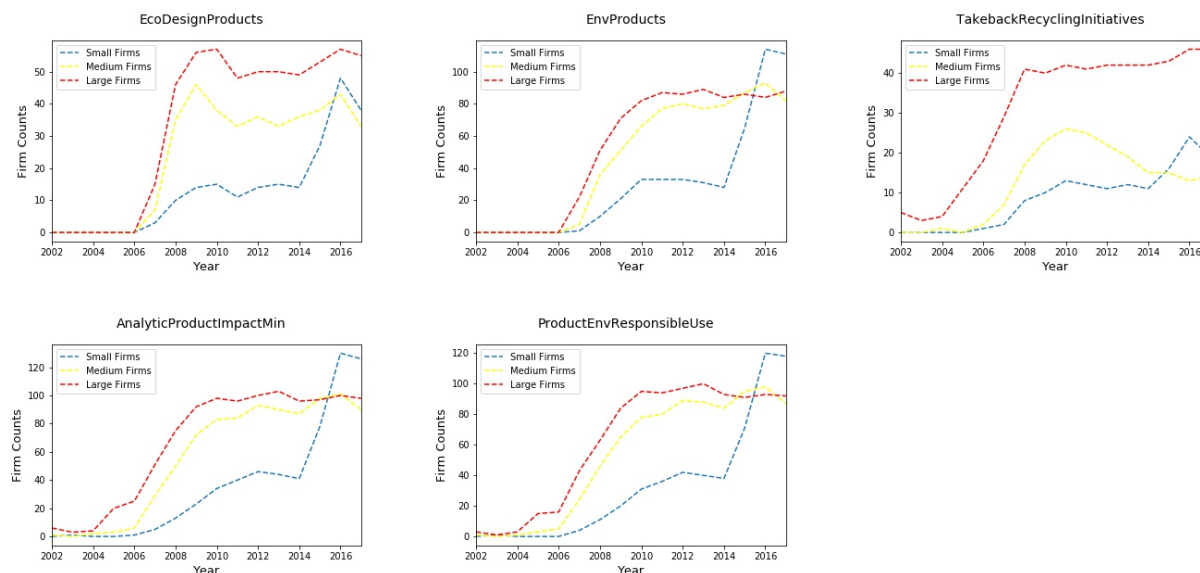 EcoDesignProducts
Small Firms
Medium Firms
Large Firms
Firm Counts
50
40
30
20
10
0
2002 2004 2006 2008 2010 2012 2014 2016
Year
EnvProducts
Small Firms
Medium Firms
Large Firms
Firm Counts
100
80
60
40
20
0
2002 2004 2006 2008 2010 2012 2014 2016
Year
TakebackRecyclingInitiatives
Small Firms
Medium Firms
Large Firms
Firm Counts
40
30
20
10
0
2002 2004 2006 2008 2010 2012 2014 2016
Year
AnalyticProductImpactMin
Small Firms
Medium Firms
Large Firms
Firm Counts
120
100
80
60
40
20
0
2002 2004 2006 2008 2010 2012 2014 2016
Year
ProductEnvResponsibleUse
Small Firms
Medium Firms
Large Firms
Firm Counts
120
100
80
60
40
20
0
2002 2004 2006 2008 2010 2012 2014 2016
Year